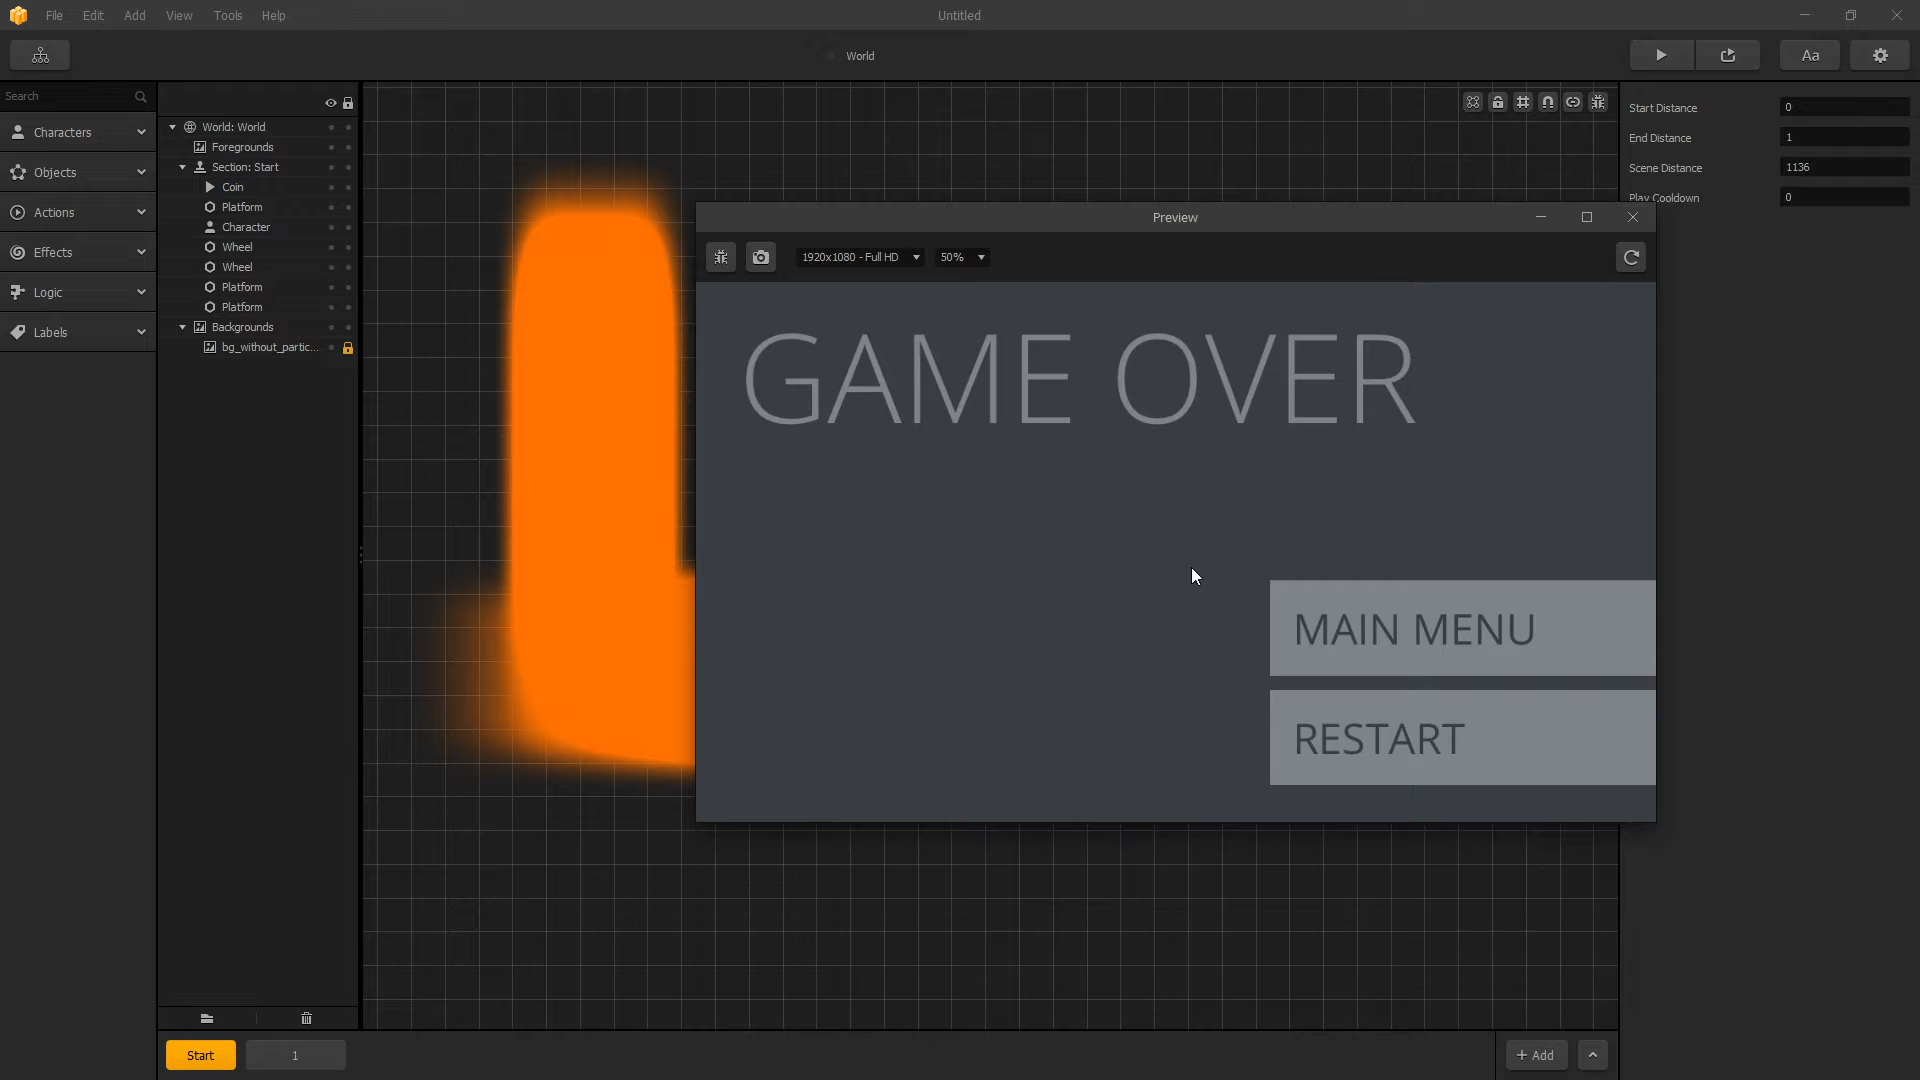 File Edit Add View Tools Help
Untitled
World
Aa
Search
Characters
Objects
Actions
Effects
Logic
Labels
World: World
Foregrounds
Section: Start
Coin
Platform
Character
Wheel
Wheel
Platform
Platform
Backgrounds
bg_without_partic...
Start Distance 0
End Distance 1
Scene Distance 1136
Play Cooldown 0
Preview
1920x1080 - Full HD 50%
GAME OVER
MAIN MENU
RESTART
Start 1
+ Add